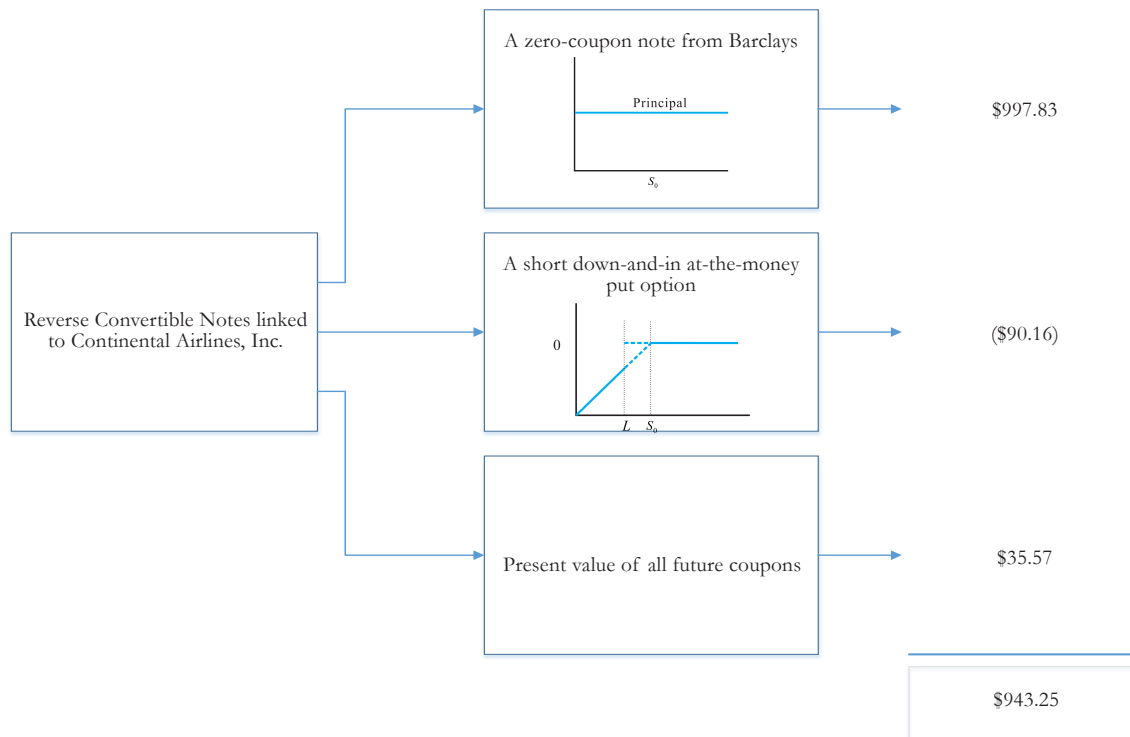 A zero-coupon note from Barclays
Principal
S₀
$997.83
Reverse Convertible Notes linked
to Continental Airlines, Inc.
A short down-and-in at-the-money
put option
0
L S₀
($90.16)
Present value of all future coupons
$35.57
$943.25